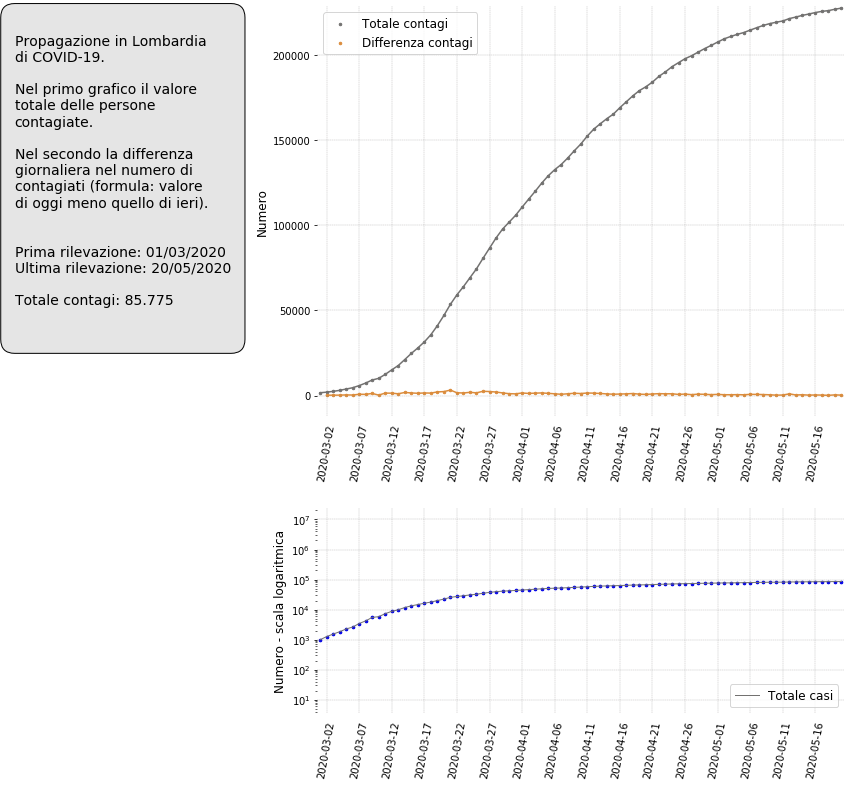 Propagazione in Lombardia
di COVID-19.
Nel primo grafico il valore
totale delle persone
contagiate.
Nel secondo la differenza
giornaliera nel numero di
contagiati (formula: valore
di oggi meno quello di ieri).
Prima rilevazione: 01/03/2020
Ultima rilevazione: 20/05/2020
Totale contagi: 85.775
Totale contagi
Differenza contagi
Numero
200000
150000
100000
50000
0
2020-03-02
2020-03-07
2020-03-12
2020-03-17
2020-03-22
2020-03-27
2020-04-01
2020-04-06
2020-04-11
2020-04-16
2020-04-21
2020-04-26
2020-05-01
2020-05-06
2020-05-11
2020-05-16
Numero - scala logaritmica
10⁷
10⁶
10⁵
10⁴
10³
10²
10¹
Totale casi
2020-03-02
2020-03-07
2020-03-12
2020-03-17
2020-03-22
2020-03-27
2020-04-01
2020-04-06
2020-04-11
2020-04-16
2020-04-21
2020-04-26
2020-05-01
2020-05-06
2020-05-11
2020-05-16